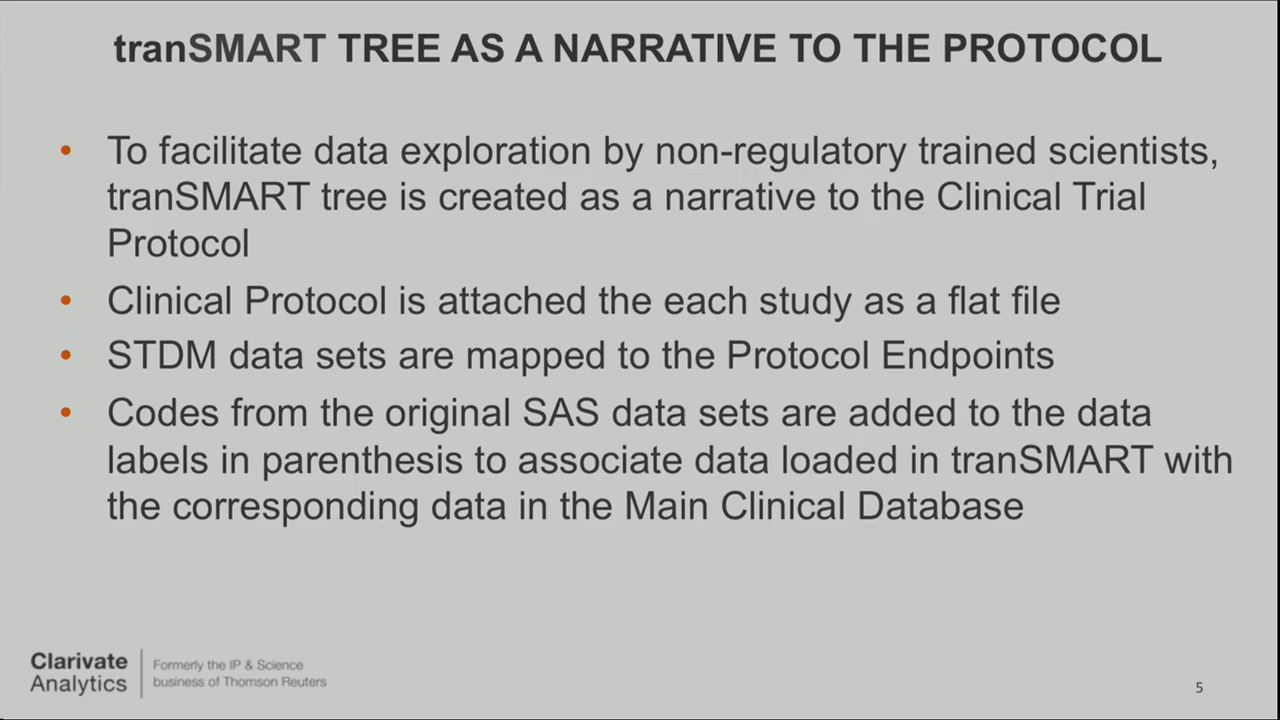 tranSMART TREE AS A NARRATIVE TO THE PROTOCOL
• To facilitate data exploration by non-regulatory trained scientists,
tranSMART tree is created as a narrative to the Clinical Trial
Protocol
• Clinical Protocol is attached the each study as a flat file
• STDM data sets are mapped to the Protocol Endpoints
• Codes from the original SAS data sets are added to the data
labels in parenthesis to associate data loaded in tranSMART with
the corresponding data in the Main Clinical Database
Clarivate
Analytics
Formerly the IP & Science
business of Thomson Reuters
5